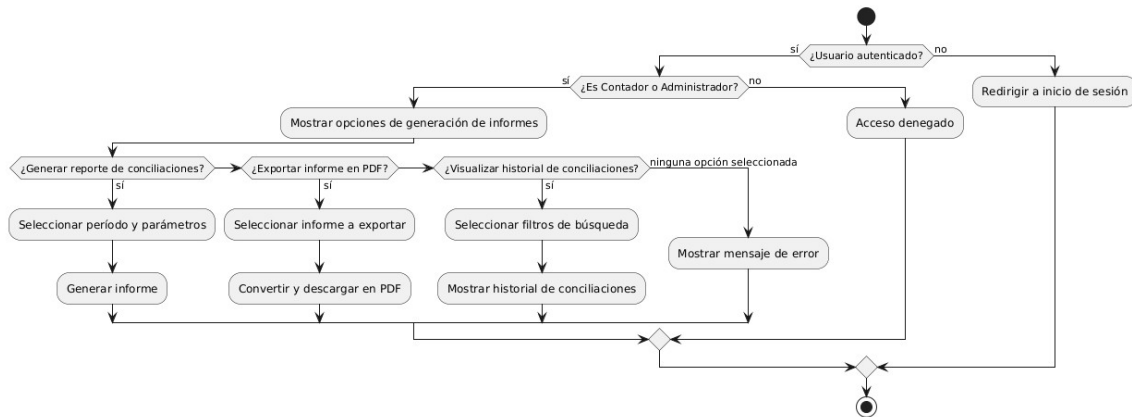 sí
¿Usuario autenticado?
no
sí
¿Es Contador o Administrador?
no
Redirigir a inicio de sesión
Mostrar opciones de generación de informes
Acceso denegado
¿Generar reporte de conciliaciones?
¿Exportar informe en PDF?
¿Visualizar historial de conciliaciones?
ninguna opción seleccionada
sí
sí
sí
Seleccionar período y parámetros
Seleccionar informe a exportar
Seleccionar filtros de búsqueda
Mostrar mensaje de error
Generar informe
Convertir y descargar en PDF
Mostrar historial de conciliaciones